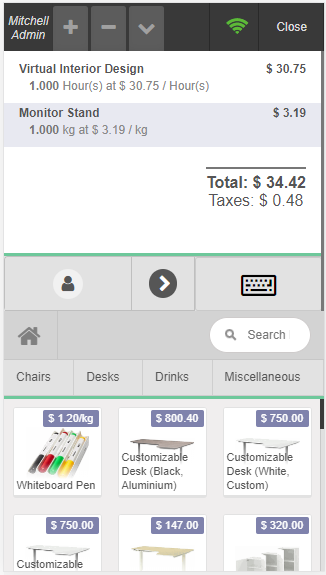 Mitchell
Admin
Close
Virtual Interior Design $ 30.75
1.000 Hour(s) at $ 30.75 / Hour(s)
Monitor Stand $ 3.19
1.000 kg at $ 3.19 / kg
Total: $ 34.42
Taxes: $ 0.48
Search
Chairs Desks Drinks Miscellaneous
$ 1.20/kg
Whiteboard Pen
$ 800.40
Customizable
Desk (Black,
Aluminium)
$ 750.00
Customizable
Desk (White,
Custom)
$ 750.00
Customizable
$ 147.00
$ 320.00